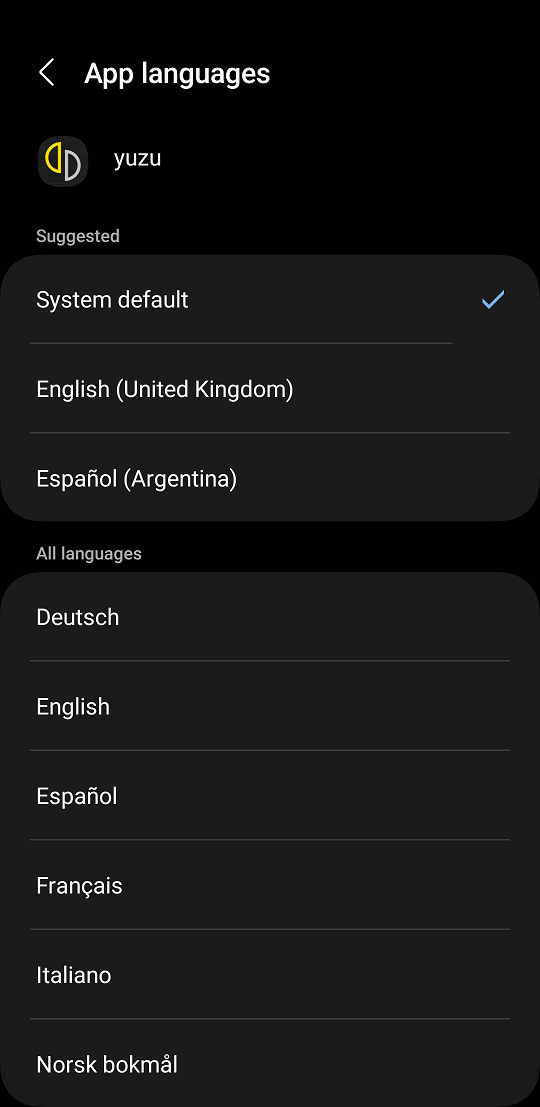 App languages
yuzu
Suggested
System default
English (United Kingdom)
Español (Argentina)
All languages
Deutsch
English
Español
Français
Italiano
Norsk bokmål